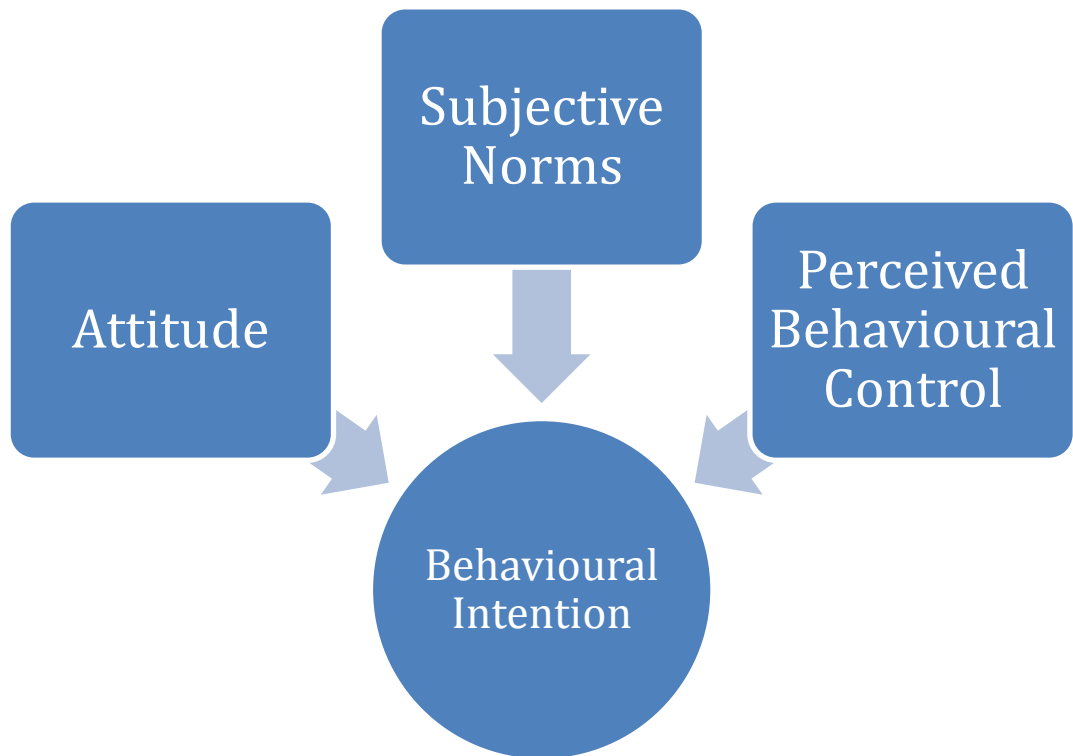 Subjective
Norms
Attitude
Perceived
Behavioural
Control
Behavioural
Intention